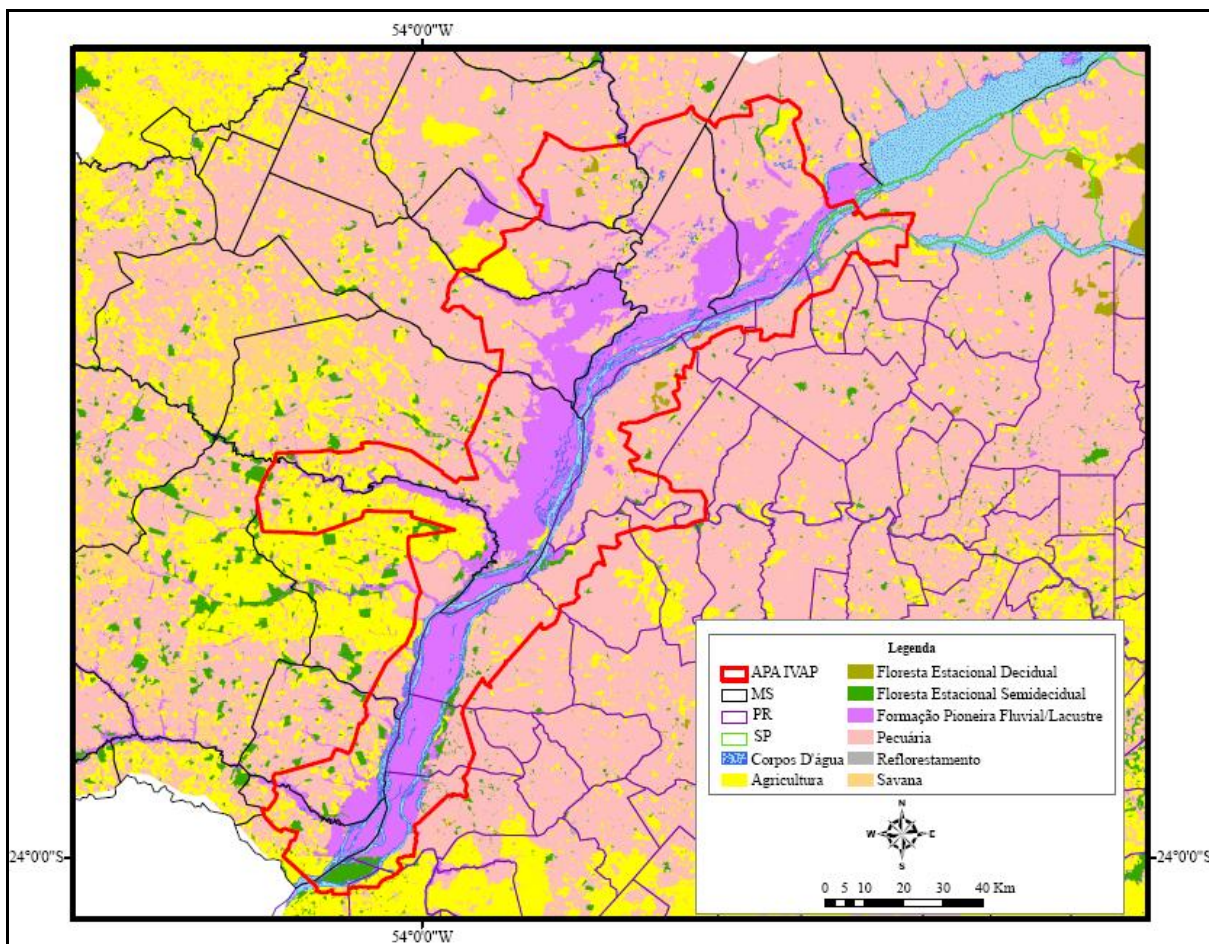 54°0'0"W
Legenda
APA IVAP
MS
PR
SP
Corpos D'água
Agricultura
Floresta Estacional Decidual
Floresta Estacional Semidecidual
Formação Pioneira Fluvial/Lacustre
Pecuária
Reflorestamento
Savana
N
W E
S
0 5 10 20 30 40 Km
24°0'0"S
24°0'0"S
54°0'0"W